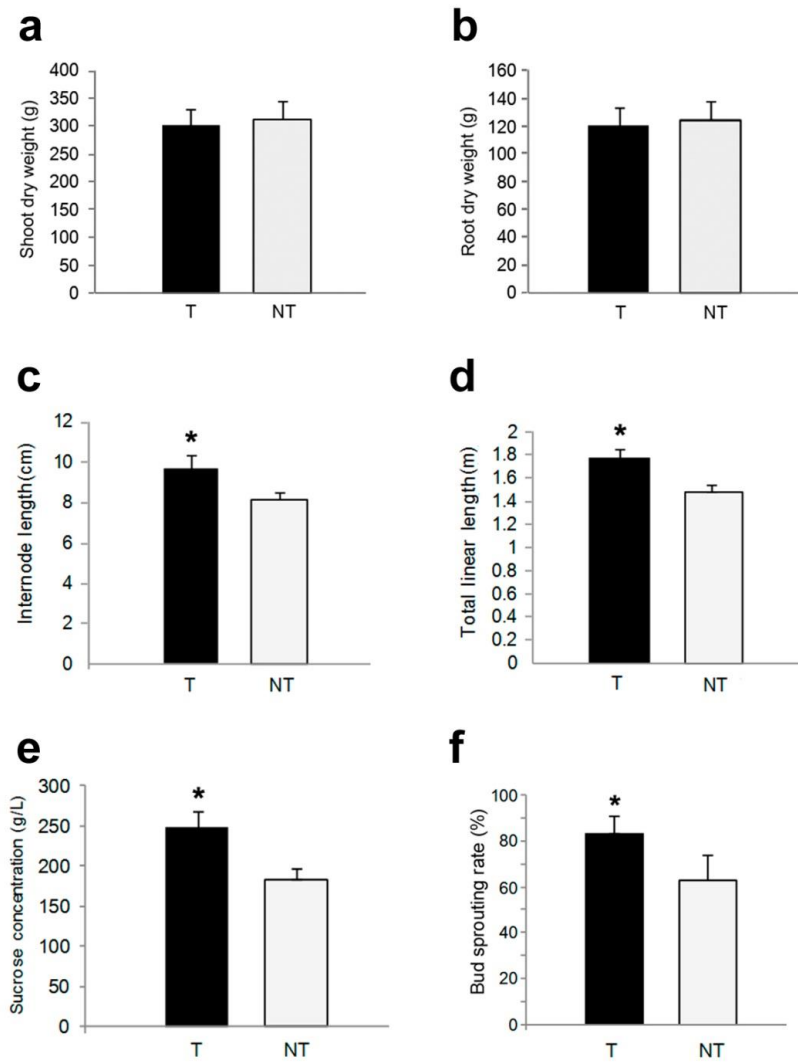 a
Shoot dry weight (g)
400
350
300
250
200
150
100
50
0
T NT
b
Root dry weight (g)
160
140
120
100
80
60
40
20
0
T NT
c
Internode length(cm)
12
10
8
6
4
2
0
*
T NT
d
Total linear length(m)
2
1.8
1.6
1.4
1.2
1
0.8
0.6
0.4
0.2
0
*
T NT
e
Sucrose concentration (g/L)
300
250
200
150
100
50
0
*
T NT
f
Bud sprouting rate (%)
100
80
60
40
20
0
*
T NT